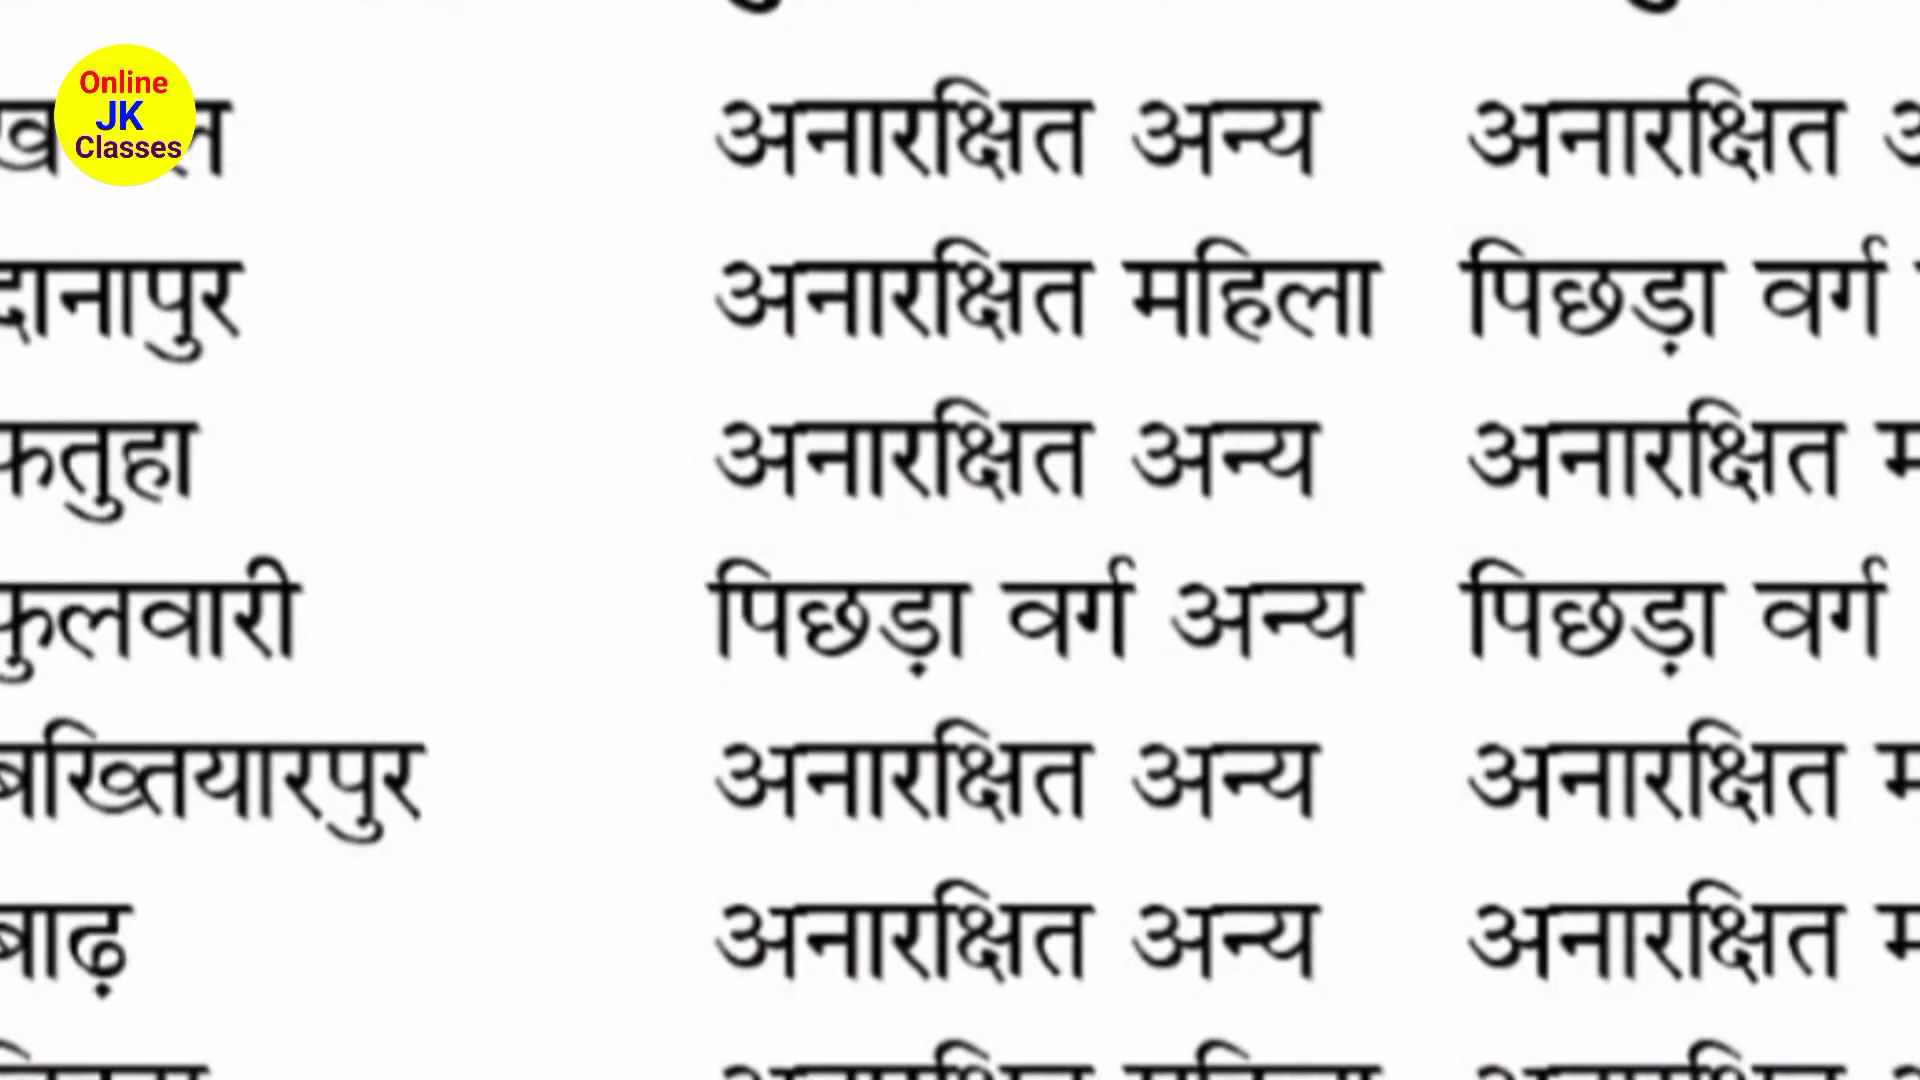 Online
JK
Classes
अनारक्षित अन्य अनारक्षित
दानापुर अनारक्षित महिला पिछड़ा वर्ग
फतुहा अनारक्षित अन्य अनारक्षित
फुलवारी पिछड़ा वर्ग अन्य पिछड़ा वर्ग
बख्तियारपुर अनारक्षित अन्य अनारक्षित
बाढ़ अनारक्षित अन्य अनारक्षित